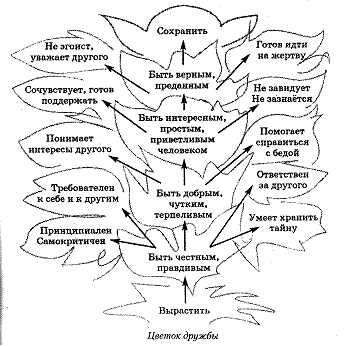 Сохранить
Не эгоист,
уважает другого
Готов идти
на жертву
Быть верным,
преданным
Сочувствует, готов
поддержать
Не завидует
Не зазнаётся
Быть интересным,
простым,
приветливым
человеком
Понимает
интересы другого
Помогает
справиться
с бедой
Требователен
к себе и к другим
Быть добрым,
чутким,
терпеливым
Ответствен
за другого
Принципиален
Самокритичен
Умеет хранить
тайну
Быть честным,
правдивым
Вырастить
Цветок дружбы